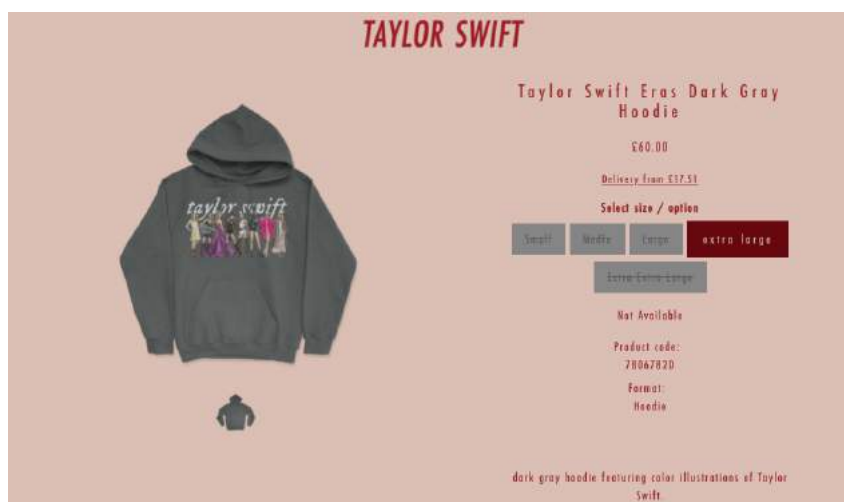 TAYLOR SWIFT
Taylor Swift Eras Dark Gray
Hoodie
£60.00
Delivery from £37.51
Select size / option
Small
Large
extra large
Extra Extra Large
Not Available
Product code:
78067820
Format:
Hoodie
taylor swift
dark gray hoodie featuring color illustrations of Taylor
Swift.